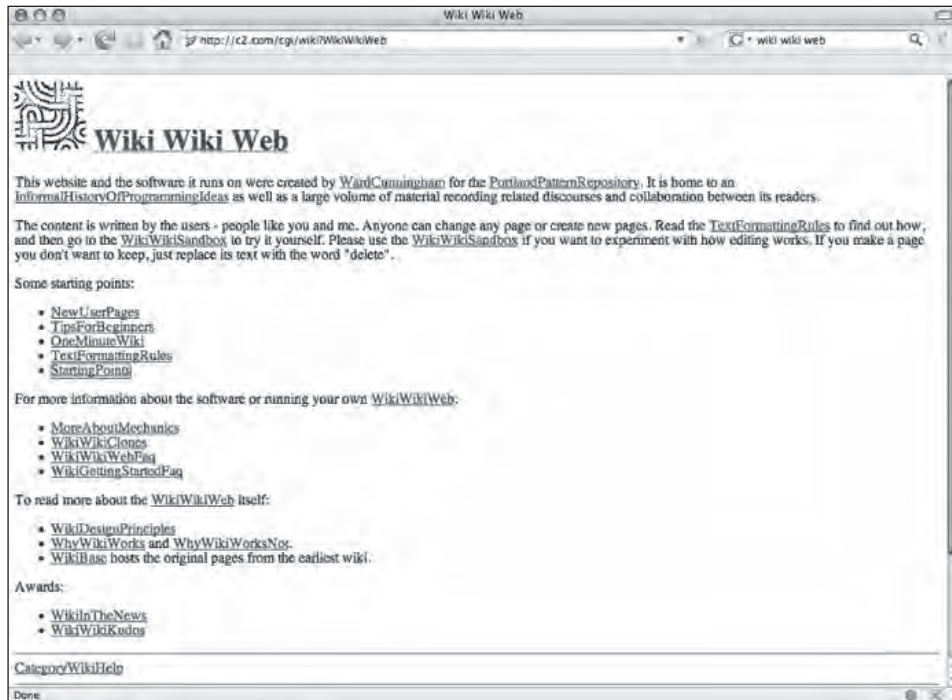 Wiki Wiki Web
http://c2.com/cgi/wiki?WikiWikiWeb
wiki wiki web
Wiki Wiki Web
This website and the software it runs on were created by WardCunningham for the PortlandPatternRepository. It is home to an
InformalHistoryOfProgrammingIdeas as well as a large volume of material recording related discourses and collaboration between its readers.
The content is written by the users - people like you and me. Anyone can change any page or create new pages. Read the TextFormattingRules to find out how,
and then go to the WikiWikiSandbox to try it yourself. Please use the WikiWikiSandbox if you want to experiment with how editing works. If you make a page
you don't want to keep, just replace its text with the word "delete".
Some starting points:
• NewUserPages
• TipsForBeginners
• OneMinuteWiki
• TextFormattingRules
• StartingPoints
For more information about the software or running your own WikiWikiWeb:
• MoreAboutMechanics
• WikiWikiClones
• WikiWikiWebFaq
• WikiGettingStartedFaq
To read more about the WikiWikiWeb itself:
• WikiDesignPrinciples
• WhyWikiWorks and WhyWikiWorksNot.
• WikiBase hosts the original pages from the earliest wiki.
Awards:
• WikiInTheNews
• WikiWikiKudos
CategoryWikiHelp
Done